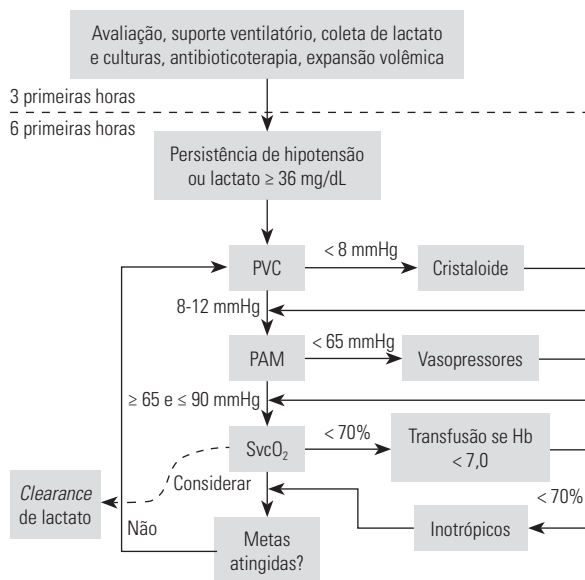 Avaliação, suporte ventilatório, coleta de lactato
e culturas, antibioticoterapia, expansão volêmica
3 primeiras horas
6 primeiras horas
Persistência de hipotensão
ou lactato ≥ 36 mg/dL
PVC
< 8 mmHg
Cristaloide
8-12 mmHg
PAM
< 65 mmHg
Vasopressores
≥ 65 e ≤ 90 mmHg
SvcO₂
< 70%
Transfusão se Hb
< 7,0
Considerar
Clearance
de lactato
Não
Metas
atingidas?
Inotrópicos
< 70%